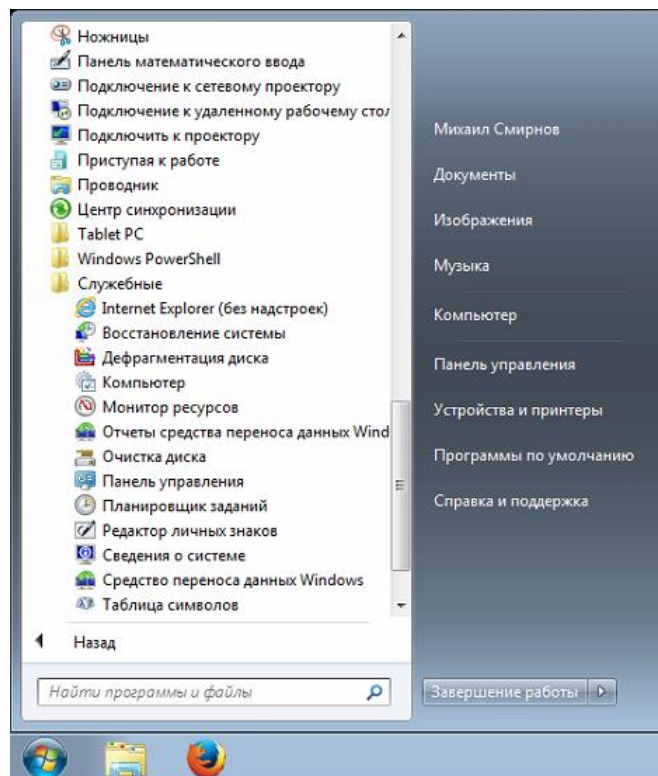 Ножницы
Панель математического ввода
Подключение к сетевому проектору
Подключение к удаленному рабочему стол
Подключить к проектору
Приступая к работе
Проводник
Центр синхронизации
Tablet PC
Windows PowerShell
Служебные
Internet Explorer (без надстроек)
Восстановление системы
Дефрагментация диска
Компьютер
Монитор ресурсов
Отчеты средства переноса данных Wind
Очистка диска
Панель управления
Планировщик заданий
Редактор личных знаков
Сведения о системе
Средство переноса данных Windows
Таблица символов
Назад
Найти программы и файлы
Михаил Смирнов
Документы
Изображения
Музыка
Компьютер
Панель управления
Устройства и принтеры
Программы по умолчанию
Справка и поддержка
Завершение работы